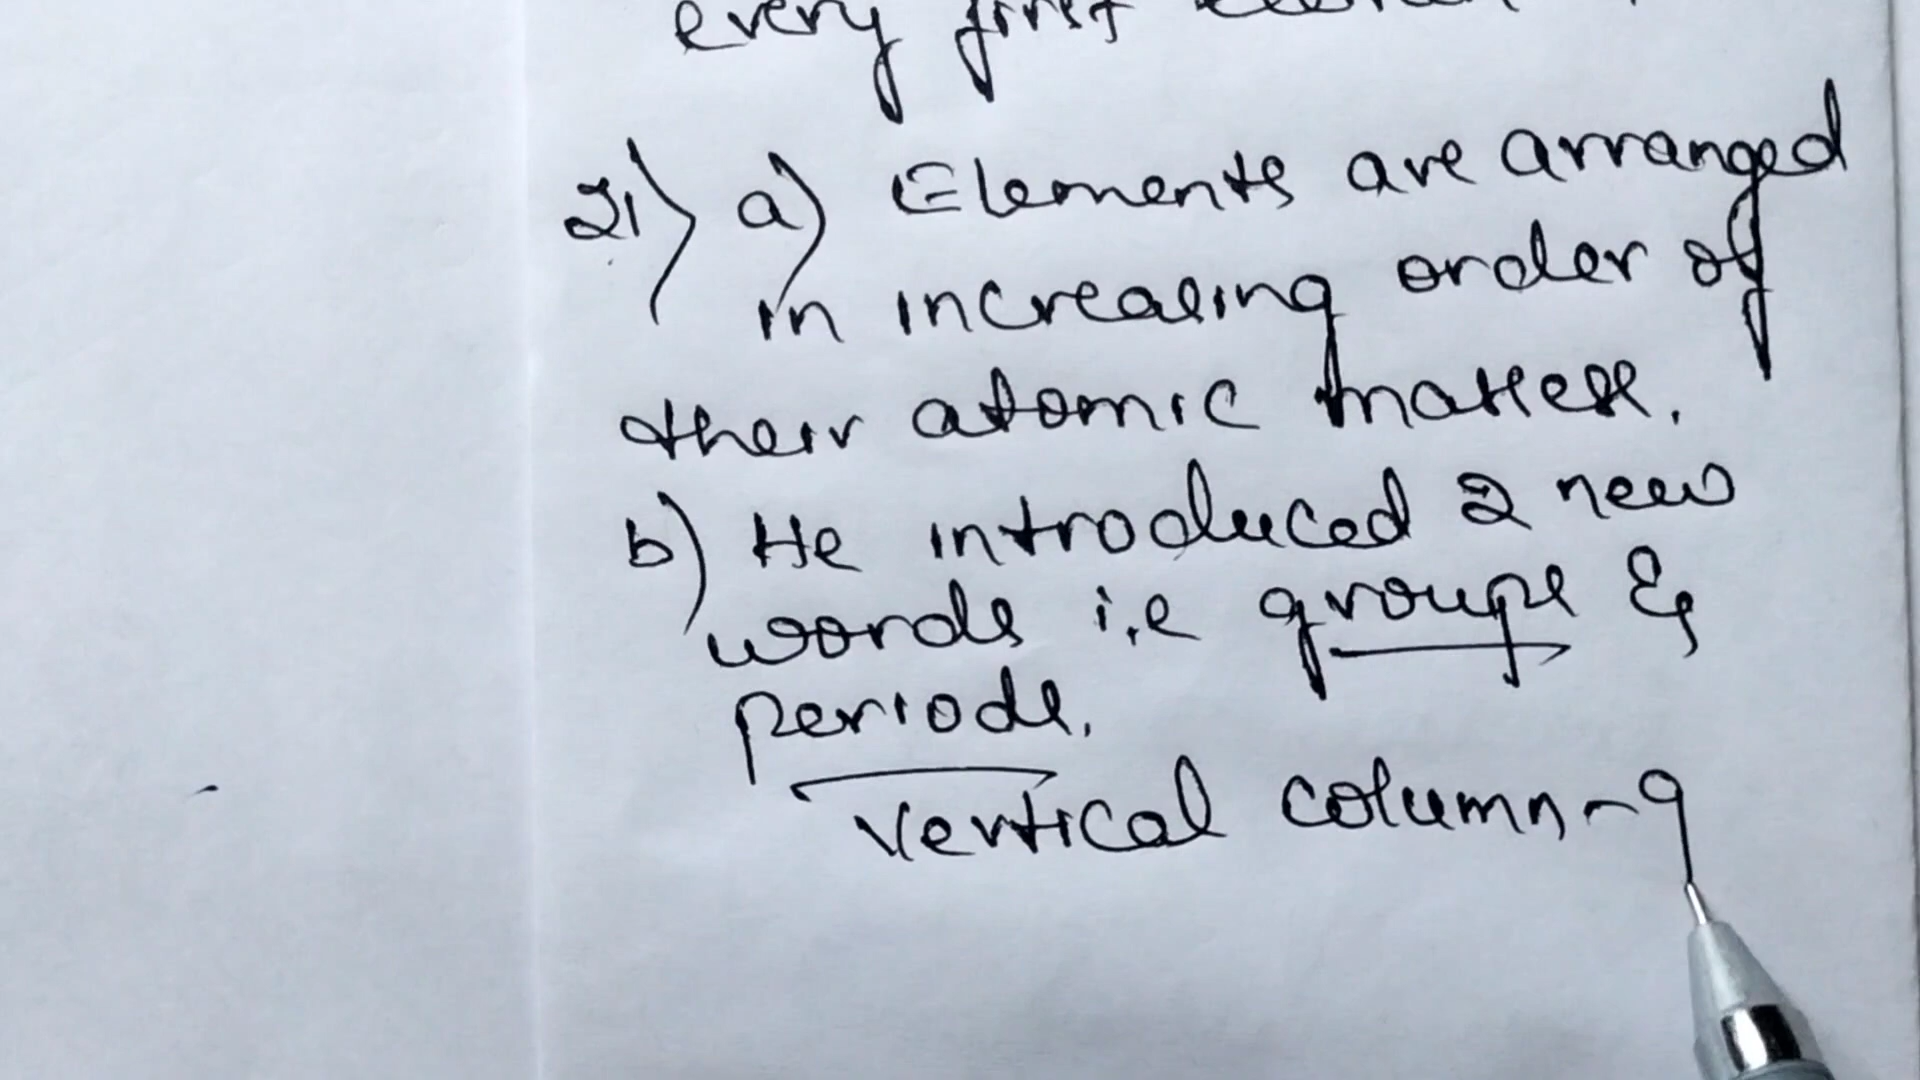 every first
21) a) Elements are arranged
in increasing order of
their atomic masses.
b) He introduced 2 new
words i.e groups &
periods.
Vertical column - g